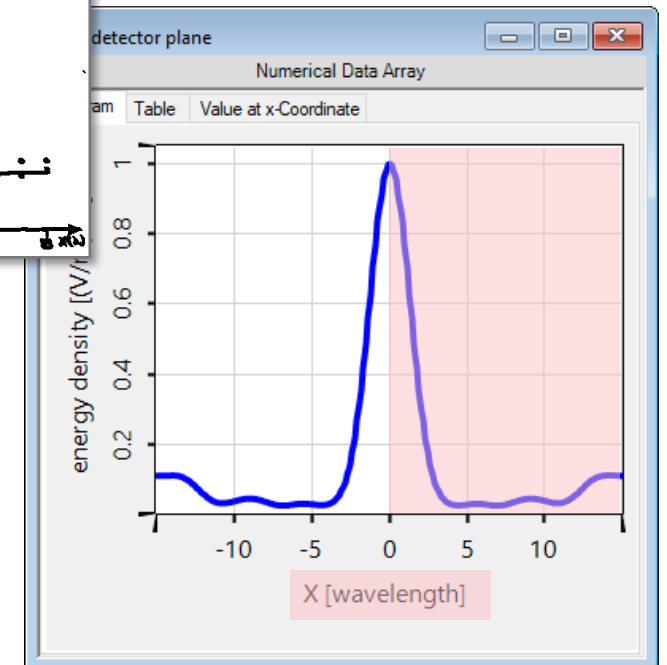 detector plane
Numerical Data Array
Table Value at x-Coordinate
energy density
1
0.8
0.6
0.4
0.2
-10 -5 0 5 10
X [wavelength]